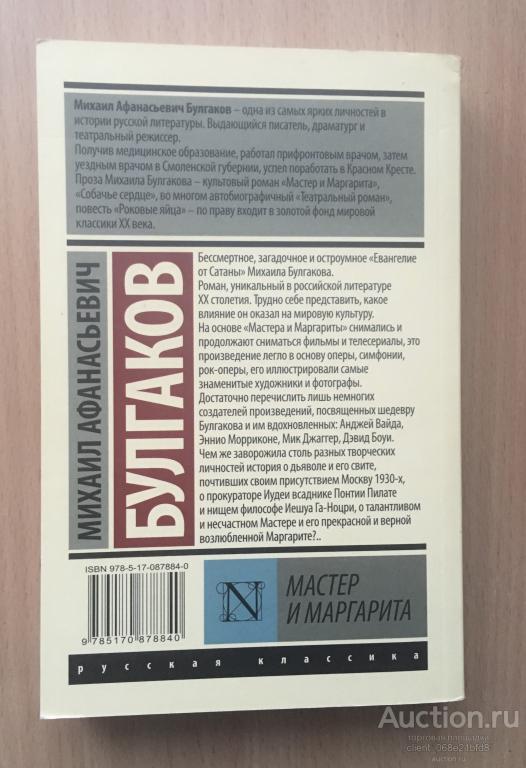 Михаил Афанасьевич Булгаков – одна из самых ярких личностей в
истории русской литературы. Выдающийся писатель, драматург и
театральный режиссер.
Получив медицинское образование, работал прифронтовым врачом, затем
уездным врачом в Смоленской губернии, успел поработать в Красном Кресте.
Проза Михаила Булгакова – культовый роман «Мастер и Маргарита»,
«Собачье сердце», во многом автобиографичный «Театральный роман»,
повесть «Роковые яйца» – по праву входит в золотой фонд мировой
классики XX века.
МИХАИЛ АФАНАСЬЕВИЧ
БУЛГАКОВ
Бессмертное, загадочное и остроумное «Евангелие
от Сатаны» Михаила Булгакова.
Роман, уникальный в российской литературе
XX столетия. Трудно себе представить, какое
влияние он оказал на мировую культуру.
На основе «Мастера и Маргариты» снимались и
продолжают сниматься фильмы и телесериалы, это
произведение легло в основу оперы, симфонии,
рок-оперы, его иллюстрировали самые
знаменитые художники и фотографы.
Достаточно перечислить лишь немногих
создателей произведений, посвященных шедевру
Булгакова и им вдохновленных: Анджей Вайда,
Эннио Морриконе, Мик Джаггер, Дэвид Боуи.
Чем же заворожила столь разных творческих
личностей история о дьяволе и его свите,
почтивших своим присутствием Москву 1930-х,
о прокураторе Иудеи всаднике Понтии Пилате
и нищем философе Иешуа Га-Ноцри, о талантливом
и несчастном Мастере и его прекрасной и верной
возлюбленной Маргарите?..
ISBN 978-5-17-087884-0
9 785170 878840
N
МАСТЕР
И МАРГАРИТА
русская классика
Auction.ru
торговая площадка
client_068e24bfd8
auction.ru